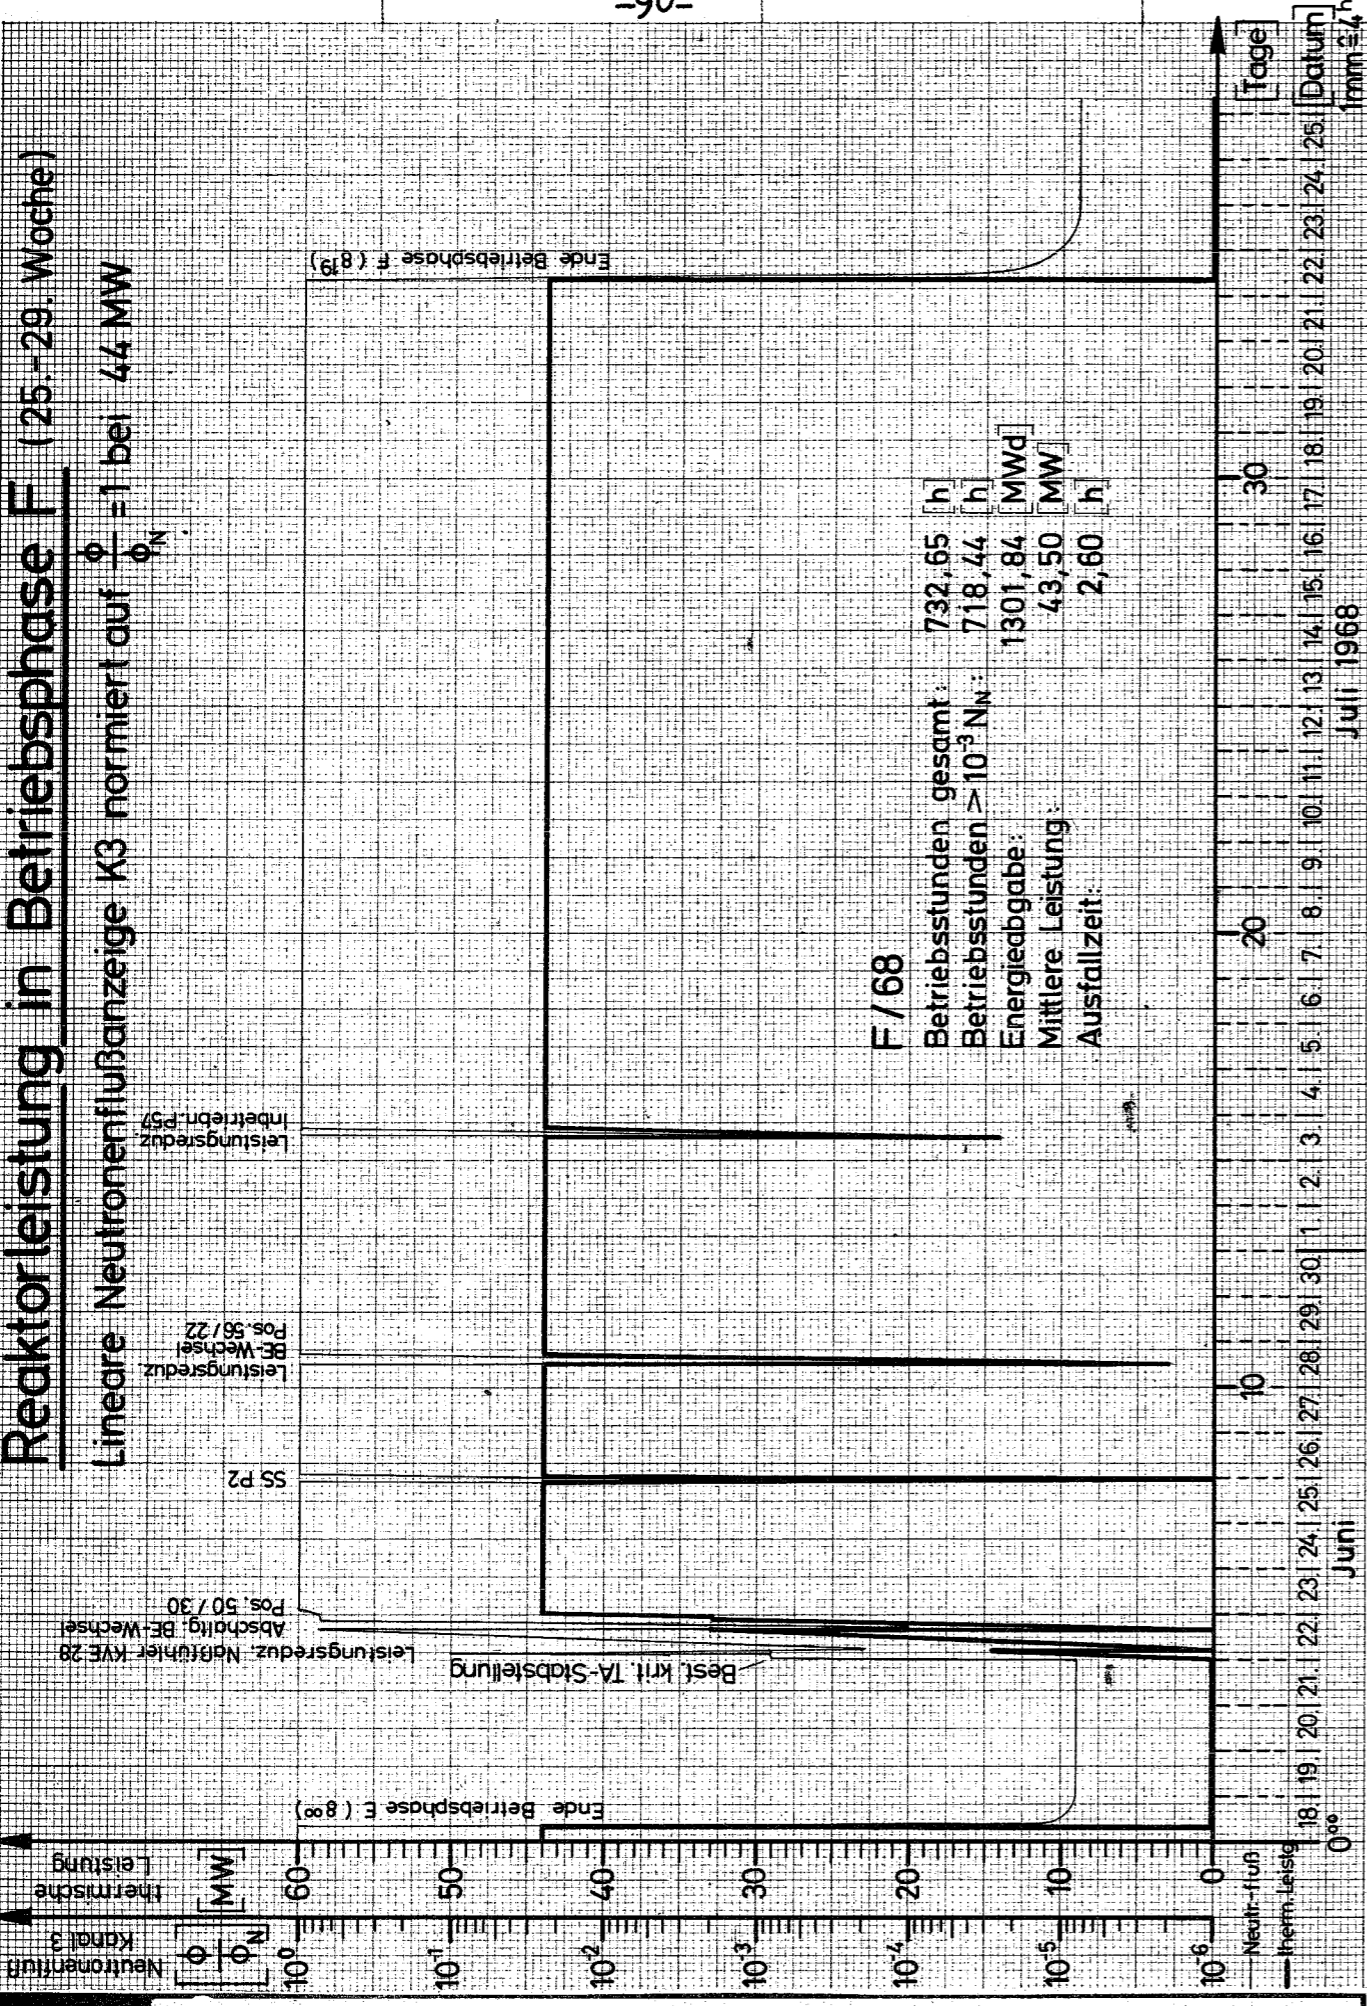 -90-
Reaktorleistung in Betriebsphase F (25.-29. Woche)
Lineare Neutronenflußanzeige K3 normiert auf ϕ/ϕN = 1 bei 44 MW
Neutronenfluß
Kanal 3
[ϕ/ϕN]
thermische
Leistung
[MW]
10⁰
10⁻¹
10⁻²
10⁻³
10⁻⁴
10⁻⁵
10⁻⁶
60
50
40
30
20
10
0
Ende Betriebsphase E (8⁰⁰)
Best. krit. TA-Stabstellung
Leistungsreduz. Naßfühler KVE 28
Abschaltg. BE-Wechsel
Pos. 50/30
SS P2
Leistungsreduz.
BE-Wechsel
Pos. 56/22
Leistungsreduz.
Inbetriebn. P57
Ende Betriebsphase F (8¹⁹)
F/68
Betriebsstunden gesamt: 732,65 [h]
Betriebsstunden > 10⁻³ NN: 718,44 [h]
Energieabgabe: 1301,84 [MWd]
Mittlere Leistung: 43,50 [MW]
Ausfallzeit: 2,60 [h]
Neutr.-fluß
therm. Leistg
10 20 30 [Tage]
18. 19. 20. 21. 22. 23. 24. 25. 26. 27. 28. 29. 30. 1. 2. 3. 4. 5. 6. 7. 8. 9. 10. 11. 12. 13. 14. 15. 16. 17. 18. 19. 20. 21. 22. 23. 24. 25. [Datum]
0⁰⁰ Juni Juli 1968 1mm≙4h